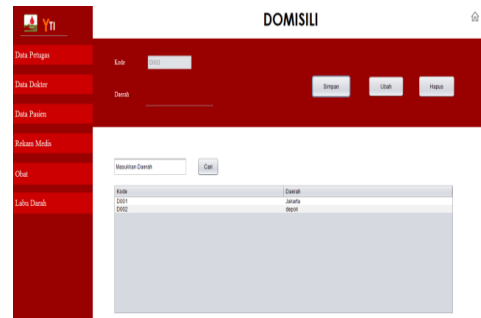 YTI
DOMISILI
Data Petugas
Data Dokter
Data Pasien
Rekam Medis
Obat
Labu Darah
Kode
D003
Daerah
Simpan Ubah Hapus
Masukkan Daerah Cari
Kode Daerah
D001 Jakarta
D002 depok